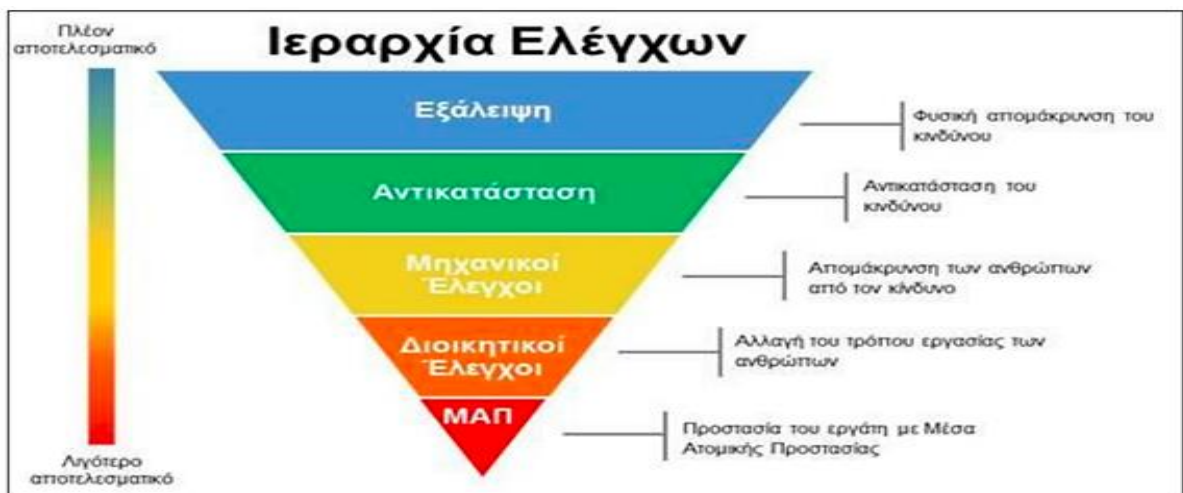 Πλέον
αποτελεσματικό
Ιεραρχία Ελέγχων
Εξάλειψη
Φυσική απομάκρυνση του
κινδύνου
Αντικατάσταση
Αντικατάσταση του
κινδύνου
Μηχανικοί
Έλεγχοι
Απομάκρυνση των ανθρώπων
από τον κίνδυνο
Διοικητικοί
Έλεγχοι
Αλλαγή του τρόπου εργασίας των
ανθρώπων
ΜΑΠ
Προστασία του εργάτη με Μέσα
Ατομικής Προστασίας
Λιγότερο
αποτελεσματικό